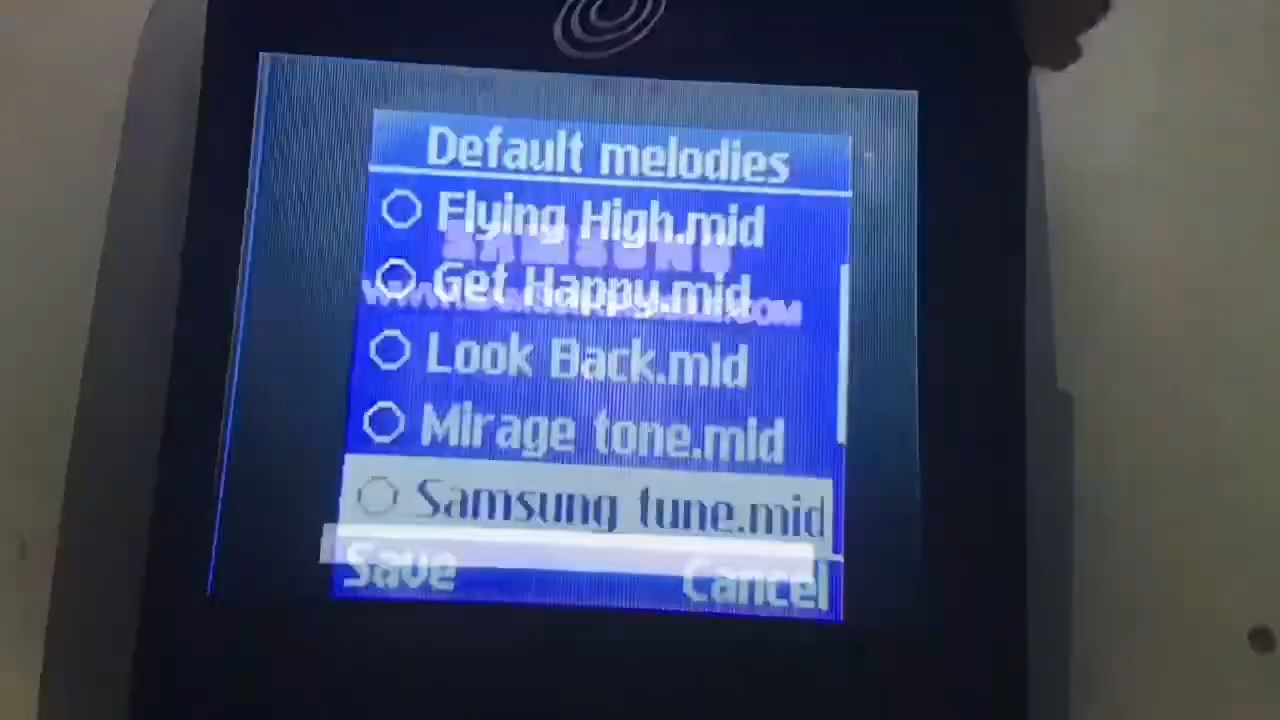 Default melodies
Flying High.mid
SAMSUNG
Get Happy.mid
Look Back.mid
Mirage tone.mid
Samsung tune.mid
Save
Cancel